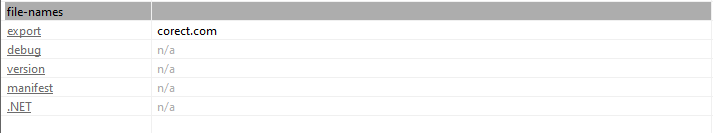 file-names
export corect.com
debug n/a
version n/a
manifest n/a
.NET n/a